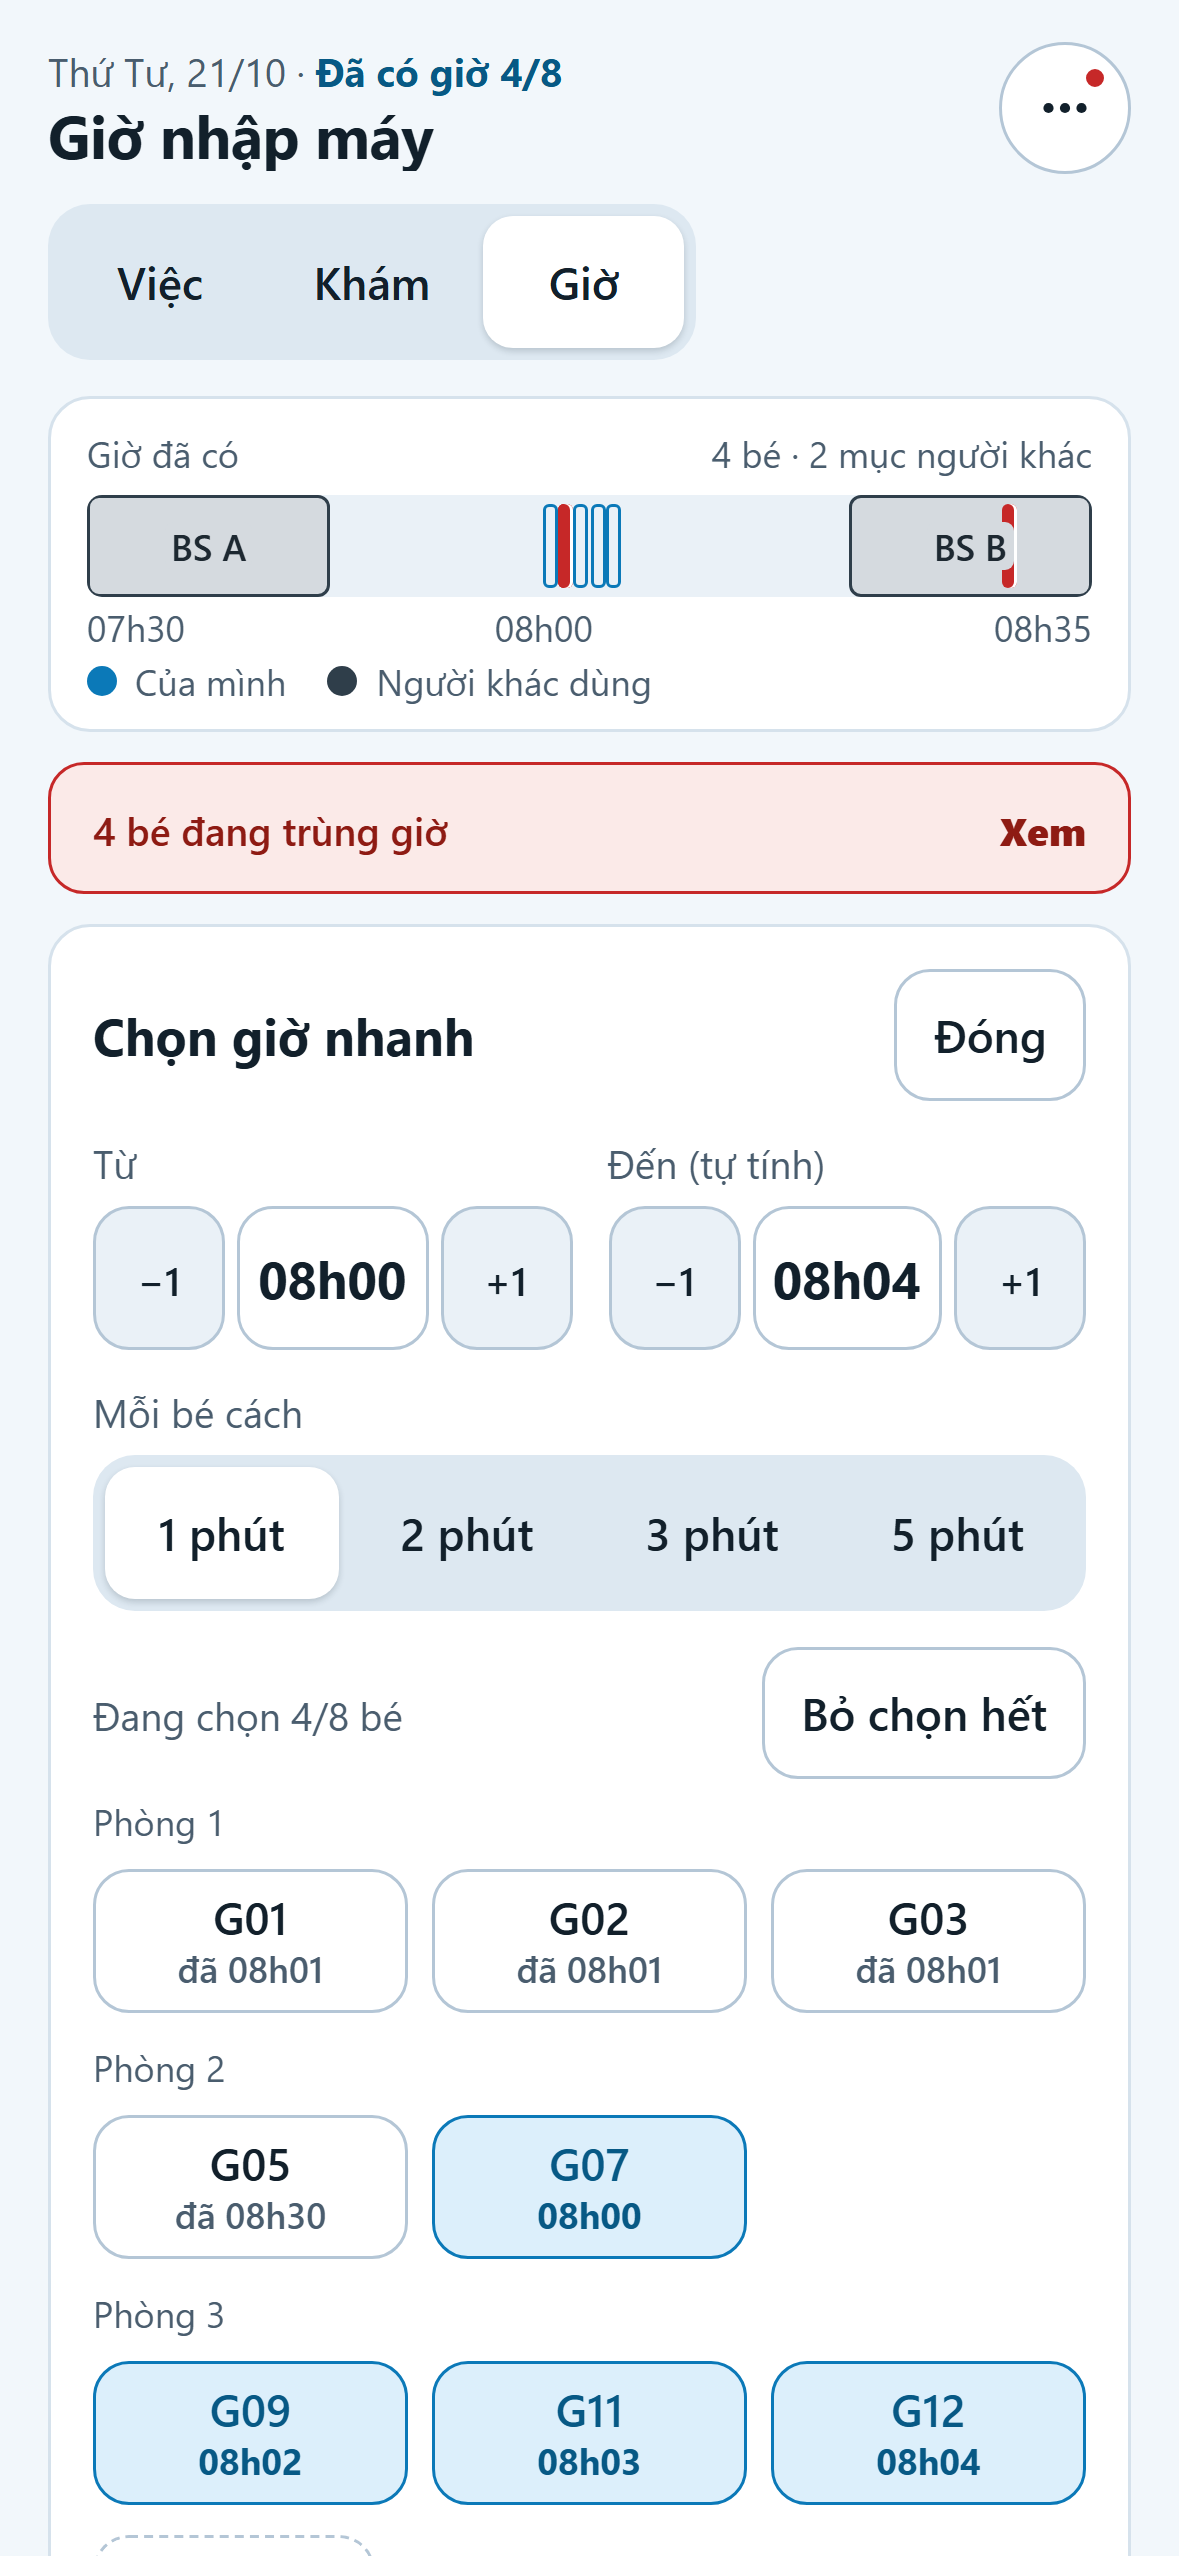 Thứ Tư, 21/10 · Đã có giờ 4/8
Giờ nhập máy
Việc
Khám
Giờ
Giờ đã có
4 bé · 2 mục người khác
BS A
BS B
07h30
08h00
08h35
Của mình
Người khác dùng
4 bé đang trùng giờ
Xem
Chọn giờ nhanh
Đóng
Từ
Đến (tự tính)
−1
08h00
+1
−1
08h04
+1
Mỗi bé cách
1 phút
2 phút
3 phút
5 phút
Đang chọn 4/8 bé
Bỏ chọn hết
Phòng 1
G01
đã 08h01
G02
đã 08h01
G03
đã 08h01
Phòng 2
G05
đã 08h30
G07
08h00
Phòng 3
G09
08h02
G11
08h03
G12
08h04